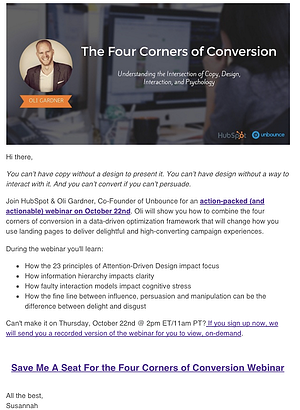 The Four Corners of Conversion
Understanding the Intersection of Copy, Design,
Interaction, and Psychology
OLI GARDNER
HubSpot unbounce
Hi there,
You can't have copy without a design to present it. You can't have design without a way to
interact with it. And you can't convert if you can't persuade.
Join HubSpot & Oli Gardner, Co-Founder of Unbounce for an action-packed (and
actionable) webinar on October 22nd. Oli will show you how to combine the four
corners of conversion in a data-driven optimization framework that will change how you
use landing pages to deliver delightful and high-converting campaign experiences.
During the webinar you'll learn:
• How the 23 principles of Attention-Driven Design impact focus
• How information hierarchy impacts clarity
• How faulty interaction models impact cognitive stress
• How the fine line between influence, persuasion and manipulation can be the
difference between delight and disgust
Can't make it on Thursday, October 22nd @ 2pm ET/11am PT? If you sign up now, we
will send you a recorded version of the webinar for you to view, on-demand.
Save Me A Seat For the Four Corners of Conversion Webinar
All the best,
Susannah